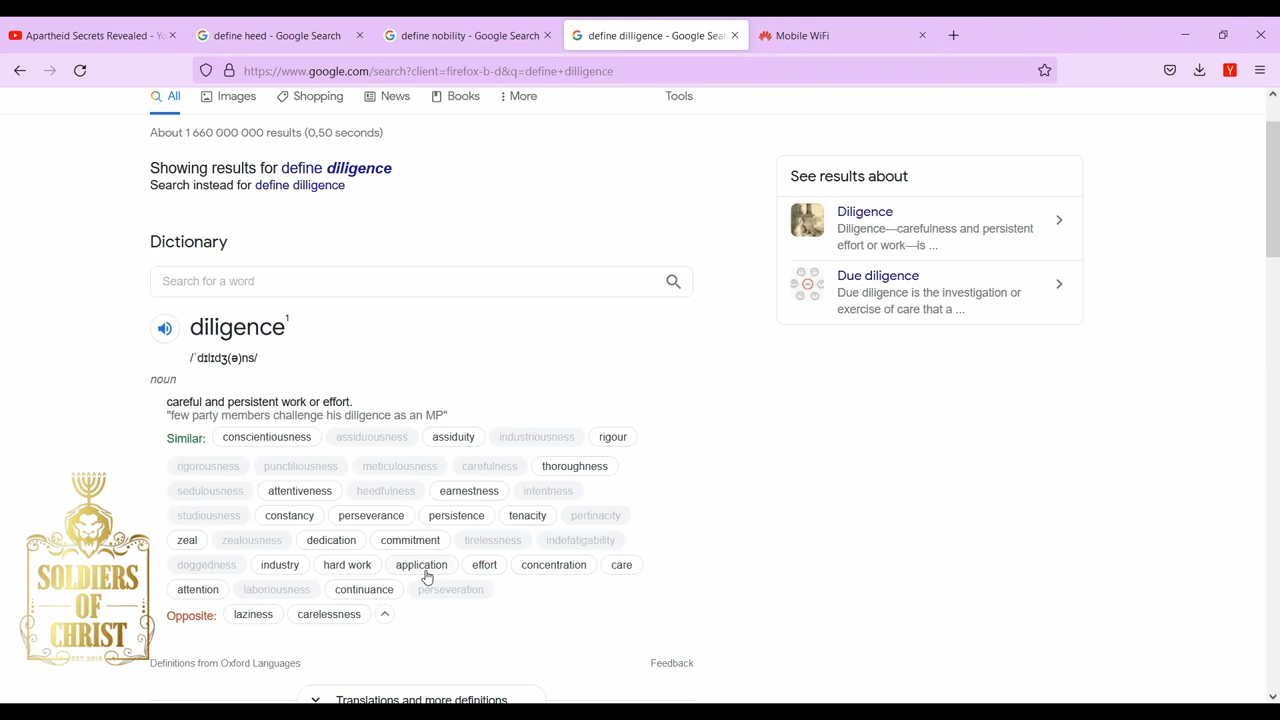 Apartheid Secrets Revealed - Yo
define heed - Google Search
define nobility - Google Search
define dilligence - Google Sear
Mobile WiFi
https://www.google.com/search?client=firefox-b-d&q=define+dilligence
Y
All
Images
Shopping
News
Books
More
Tools
About 1 660 000 000 results (0,50 seconds)
Showing results for define diligence
Search instead for define dilligence
Dictionary
Search for a word
diligence¹
/ˈdɪlɪdʒ(ə)ns/
noun
careful and persistent work or effort.
"few party members challenge his diligence as an MP"
Similar: conscientiousness assiduousness assiduity industriousness rigour
rigorousness punctiliousness meticulousness carefulness thoroughness
sedulousness attentiveness heedfulness earnestness intentness
studiousness constancy perseverance persistence tenacity pertinacity
zeal zealousness dedication commitment tirelessness indefatigability
doggedness industry hard work application effort concentration care
attention laboriousness continuance perseveration
Opposite: laziness carelessness
Definitions from Oxford Languages
Feedback
Translations and more definitions
See results about
Diligence
Diligence—carefulness and persistent
effort or work—is ...
Due diligence
Due diligence is the investigation or
exercise of care that a ...
SOLDIERS
OF
CHRIST
EST 2015